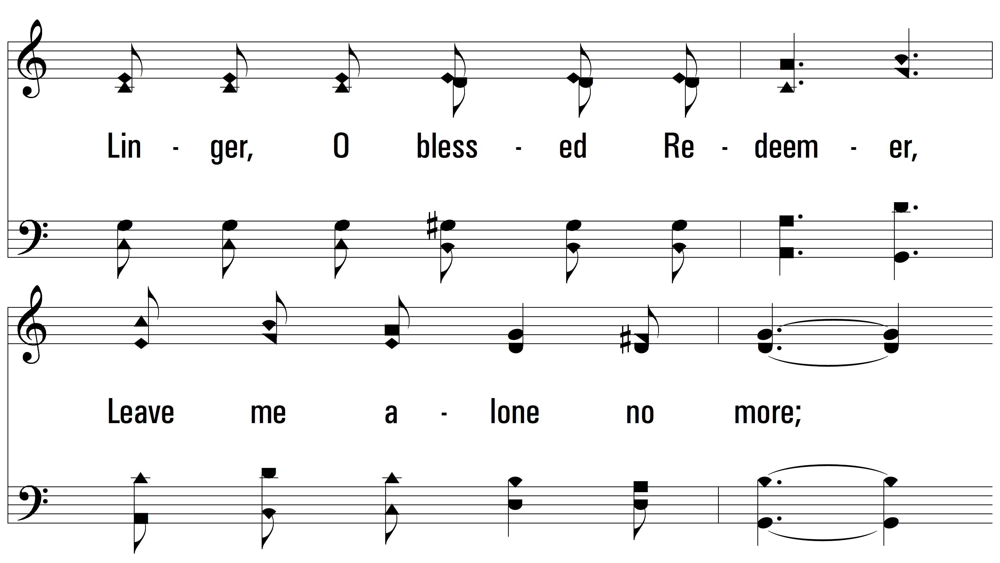 Lin - ger, O bless - ed Re - deem - er,
Leave me a - lone no more;